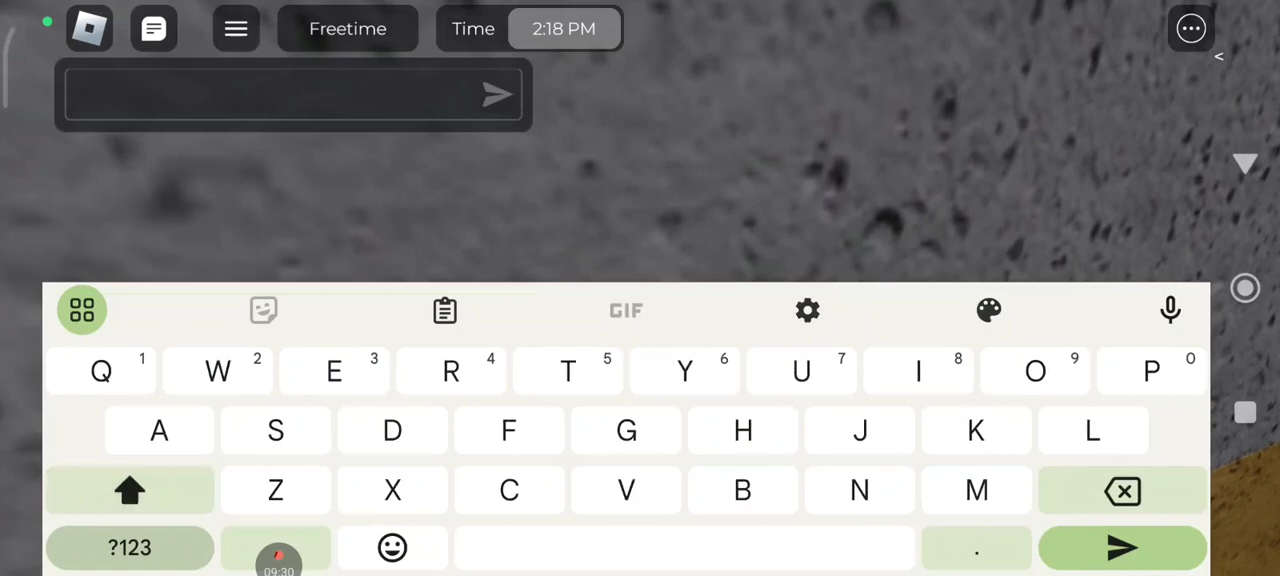 Freetime Time 2:18 PM
<
GIF
Q 1 W 2 E 3 R 4 T 5 Y 6 U 7 I 8 O 9 P 0
A S D F G H J K L
Z X C V B N M
?123 .
09:30